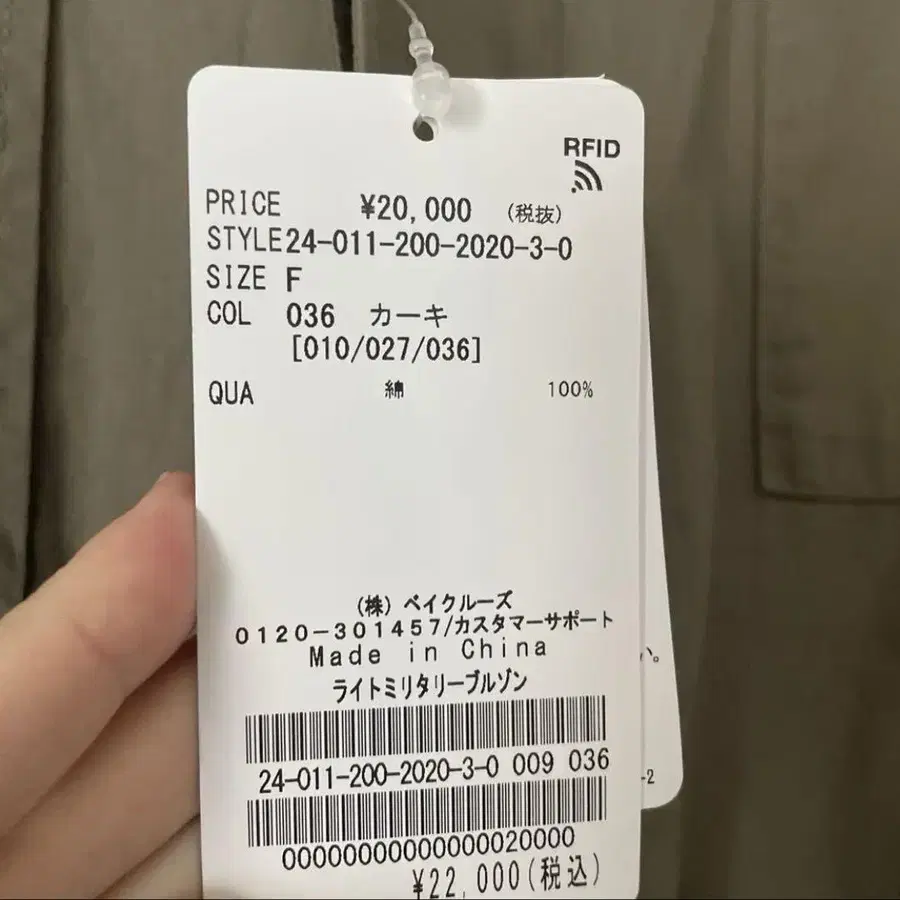 RFID
PRICE ¥20,000 (税抜)
STYLE 24-011-200-2020-3-0
SIZE F
COL 036 カーキ
[010/027/036]
QUA 綿 100%
(株) ベイクルーズ
0120-301457/カスタマーサポート
Made in China
ライトミリタリーブルゾン
24-011-200-2020-3-0 009 036
00000000000000020000
¥22,000(税込)
い。
-2